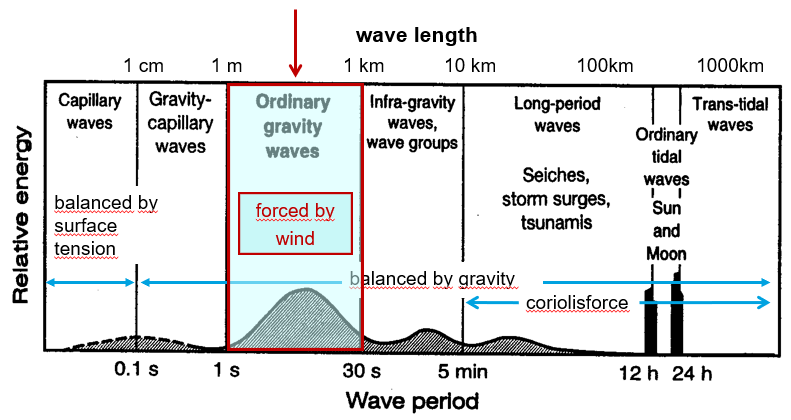 wave length
1 cm
1 m
1 km
10 km
100km
1000km
Capillary
waves
Gravity-
capillary
waves
Ordinary
gravity
waves
Infra-gravity
waves,
wave groups
Long-period
waves
Seiches,
storm surges,
tsunamis,
Ordinary
tidal
waves
Sun
and
Moon
Trans-tidal
waves
Relative energy
balanced by
surface
tension
forced by
wind
balanced by gravity
coriolisforce
0.1 s
1 s
30 s
5 min
12 h
24 h
Wave period